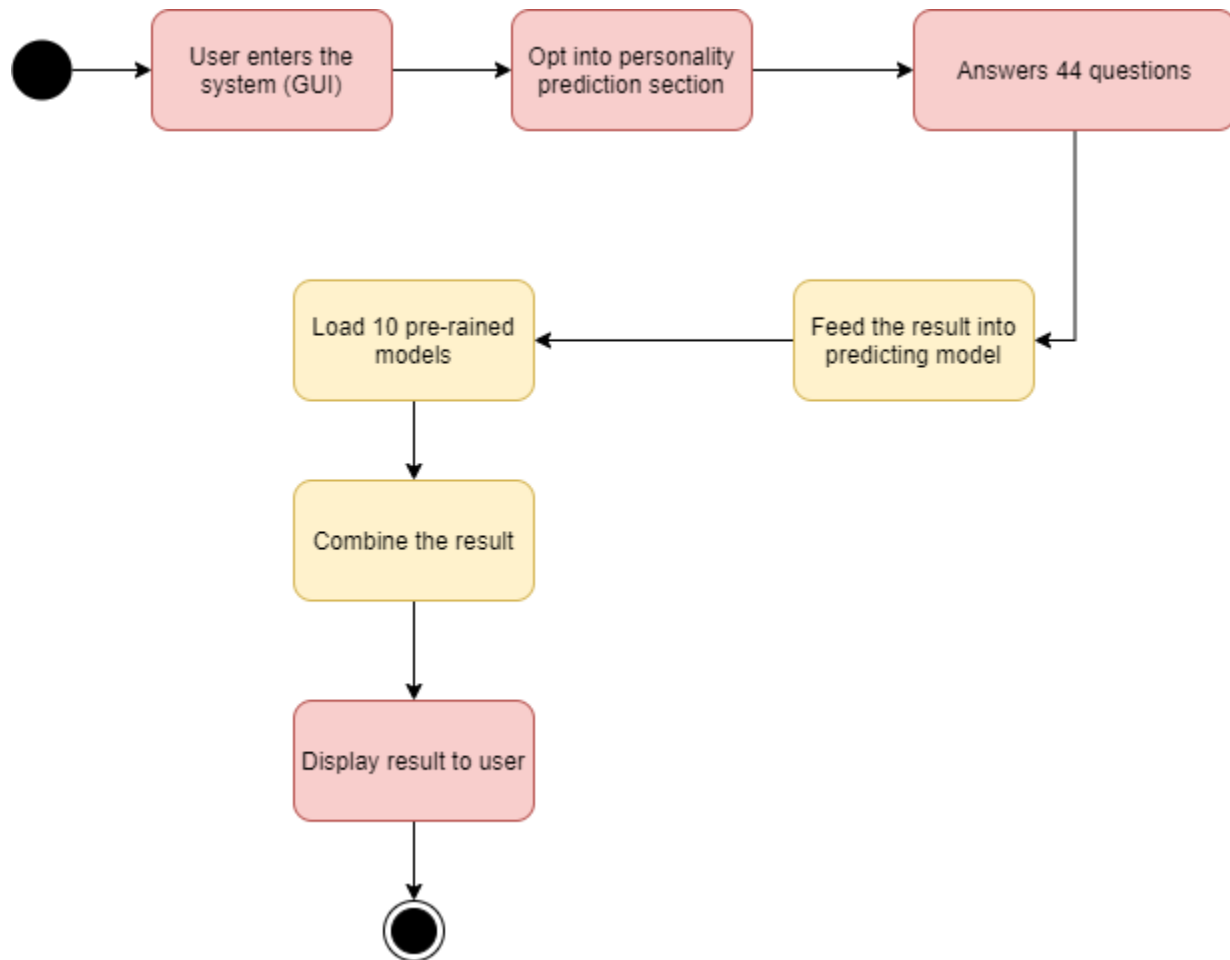 User enters the
system (GUI)
Opt into personality
prediction section
Answers 44 questions
Load 10 pre-rained
models
Feed the result into
predicting model
Combine the result
Display result to user